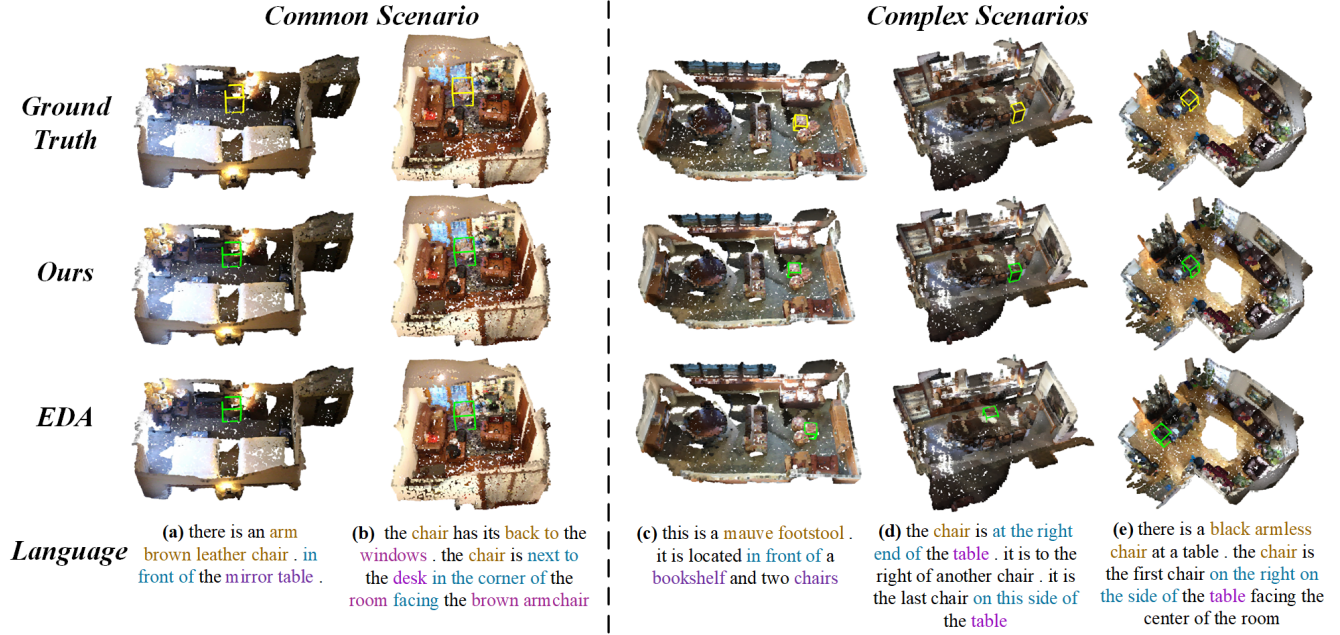 Common Scenario
Complex Scenarios
Ground
Truth
Ours
EDA
Language
(a) there is an arm
brown leather chair . in
front of the mirror table .
(b) the chair has its back to the
windows . the chair is next to
the desk in the corner of the
room facing the brown armchair
(c) this is a mauve footstool .
it is located in front of a
bookshelf and two chairs
(d) the chair is at the right
end of the table . it is to the
right of another chair . it is
the last chair on this side of
the table
(e) there is a black armless
chair at a table . the chair is
the first chair on the right on
the side of the table facing the
center of the room